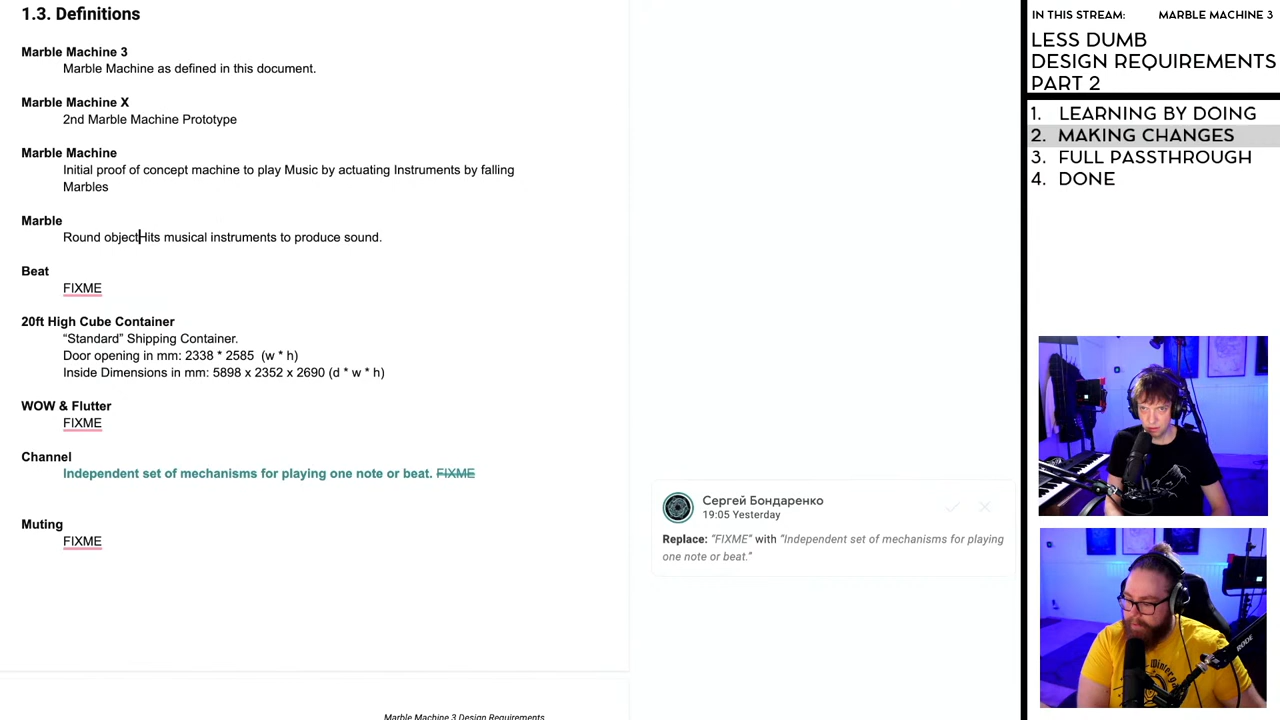 1.3. Definitions
Marble Machine 3
Marble Machine as defined in this document.
Marble Machine X
2nd Marble Machine Prototype
Marble Machine
Initial proof of concept machine to play Music by actuating Instruments by falling
Marbles
Marble
Round objectHits musical instruments to produce sound.
Beat
FIXME
20ft High Cube Container
“Standard” Shipping Container.
Door opening in mm: 2338 * 2585 (w * h)
Inside Dimensions in mm: 5898 x 2352 x 2690 (d * w * h)
WOW & Flutter
FIXME
Channel
Independent set of mechanisms for playing one note or beat. FIXME
Muting
FIXME
Marble Machine 3 Design Requirements
Сергей Бондаренко
19:05 Yesterday
Replace: “FIXME” with “Independent set of mechanisms for playing
one note or beat.”
IN THIS STREAM: MARBLE MACHINE 3
LESS DUMB
DESIGN REQUIREMENTS
PART 2
1. LEARNING BY DOING
2. MAKING CHANGES
3. FULL PASSTHROUGH
4. DONE
RODE